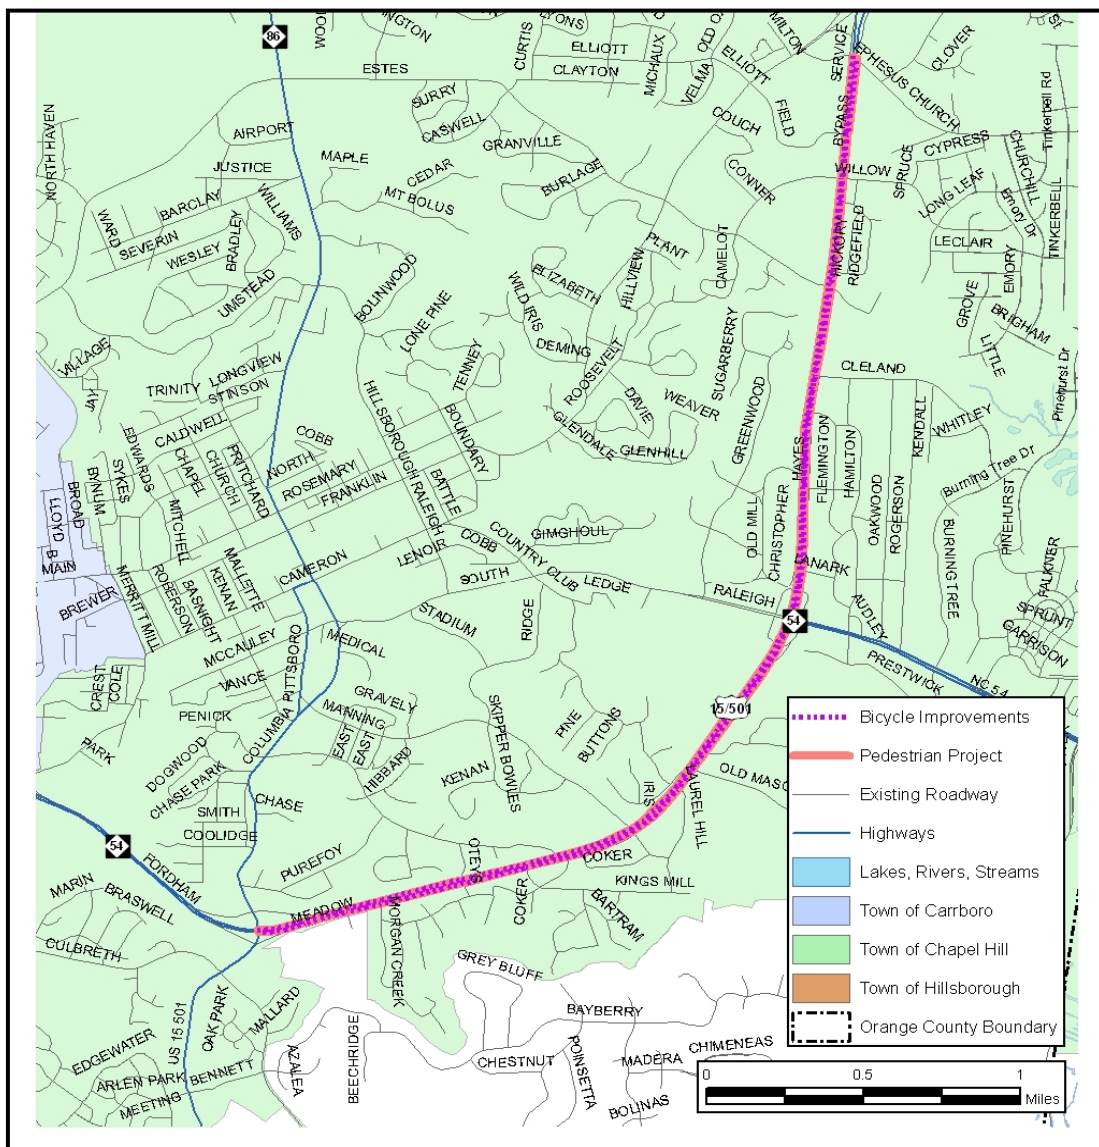 86
ESTES
ELLIOTT
CLAYTON
CURTIS
LYONS
MICHAUX
VELMA
ELLIOTT
MILTON
SERVICE
EPHESUS CHURCH
CLOVER
Tinkerbell Rd
NORTH HAVEN
AIRPORT
SURRY
CASWELL
GRANVILLE
COUCH
FIELD
BYPASS
CYPRESS
CHURCHILL
JUSTICE
MAPLE
CEDAR
BURLAGE
CONNER
WILLOW
SPRUCE
LONG LEAF
Emory Dr
TINKERBELL
BARCLAY
WILLIAMS
MT BOLUS
WARD
SEVERIN
WESLEY
BRADLEY
PLANT
CAMELOT
HICKORY
RIDGEFIELD
LECLAIR
EMORY
UMSTEAD
BOLINWOOD
LONE PINE
WILD IRIS
ELIZABETH
HILLVIEW
GROVE
BRIGHAM
LITTLE
VILLAGE
DEMING
ROOSEVELT
SUGARBERRY
CLELAND
Pinehurst Dr
JAY
TRINITY
LONGVIEW
STINSON
TENNEY
DAVIE
WEAVER
GREENWOOD
KENDALL
WHITLEY
CALDWELL
HILLSBOROUGH
BOUNDARY
GLENDALE
GLENHILL
HAYES
FLEMINGTON
HAMILTON
EDWARDS
SYKES
BYNUM
CHAPEL
CHURCH
PRITCHARD
COBB
NORTH
ROSEMARY
FRANKLIN
RALEIGH
BATTLE
OAKWOOD
ROGERSON
Burning Tree Dr
PINEHURST
BROAD
LLOYD
MAIN
MITCHELL
GIMGHOUL
OLD MILL
CHRISTOPHER
BURNING TREE
FALKNER
BREWER
MERRITT MILL
ROBERSON
BASNIGHT
KENAN
MALLETTE
CAMERON
LENOIR
COBB
COUNTRY CLUB
LEDGE
RALEIGH
LANARK
AUDLEY
SPRUNT
GARRISON
MCCAULEY
PITTSBORO
MEDICAL
STADIUM
RIDGE
54
PRESTWICK
NC 54
CREST
COLE
VANCE
GRAVELY
PENICK
COLUMBIA
MANNING
EAST
EAST
HIBBARD
SKIPPER BOWLES
PINE
BUTTONS
15/501
PARK
DOGWOOD
CHASE PARK
CHASE
KENAN
IRIS
LAUREL HILL
OLD MASO
SMITH
COOLIDGE
54
FORDHAM
PUREFOY
OTEYS
COKER
KINGS MILL
MARIN
BRASWELL
MEADOW
MORGAN CREEK
COKER
BARTRAM
CULBRETH
GREY BLUFF
US 15 501
OAK PARK
MALLARD
BAYBERRY
EDGEWATER
ARLEN PARK
BENNETT
MEETING
AZALEA
BEECHRIDGE
CHESTNUT
POINSETTA
MADERA
CHIMENEAS
BOLINAS
Bicycle Improvements
Pedestrian Project
Existing Roadway
Highways
Lakes, Rivers, Streams
Town of Carrboro
Town of Chapel Hill
Town of Hillsborough
Orange County Boundary
0 0.5 1
Miles